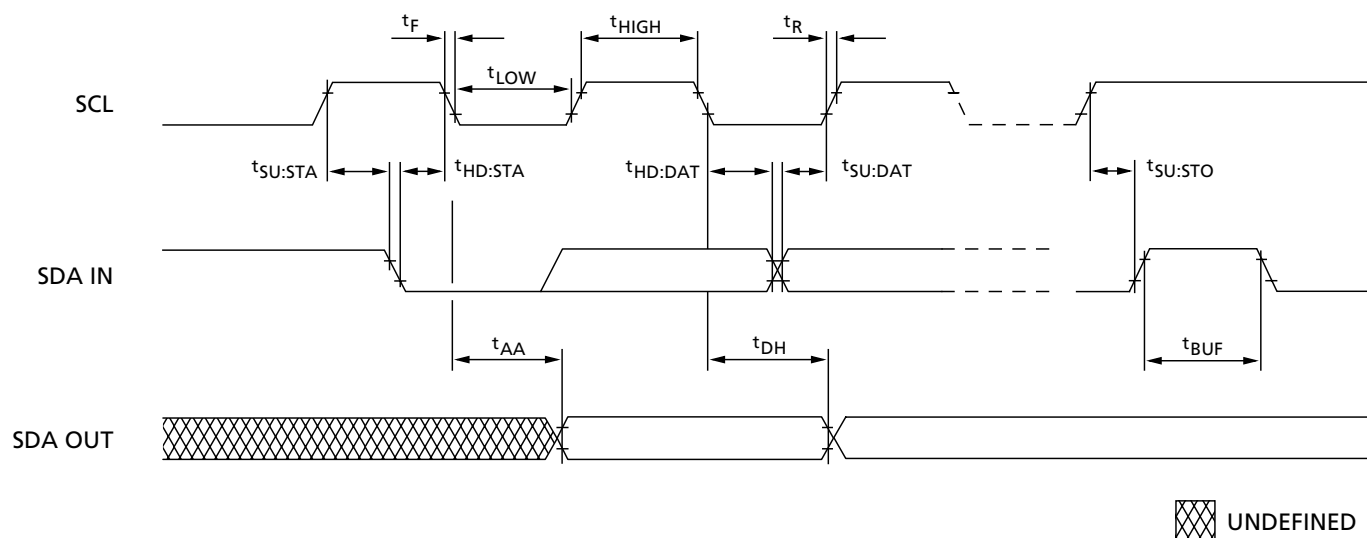 tF
tHIGH
tR
tLOW
SCL
tSU:STA
tHD:STA
tHD:DAT
tSU:DAT
tSU:STO
SDA IN
tAA
tDH
tBUF
SDA OUT
UNDEFINED